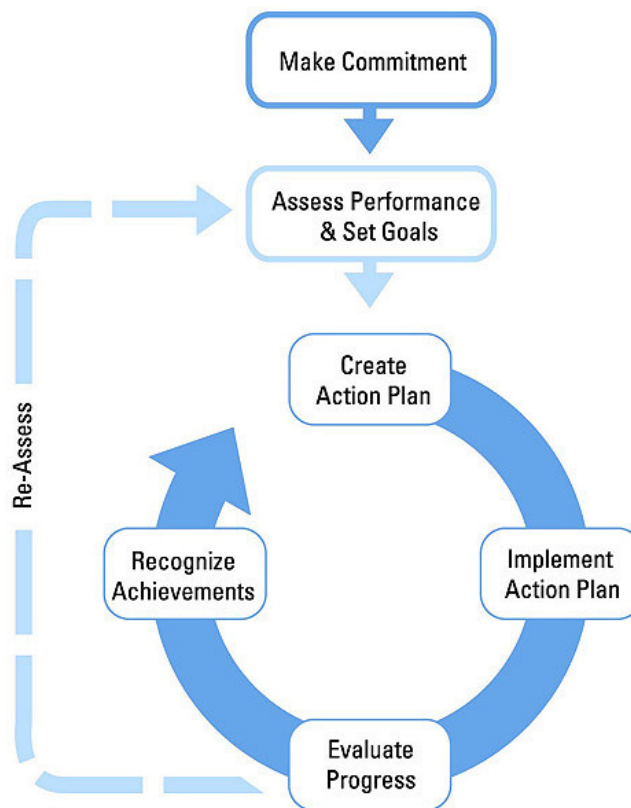 Make Commitment
Assess Performance
& Set Goals
Create
Action Plan
Re-Assess
Recognize
Achievements
Implement
Action Plan
Evaluate
Progress